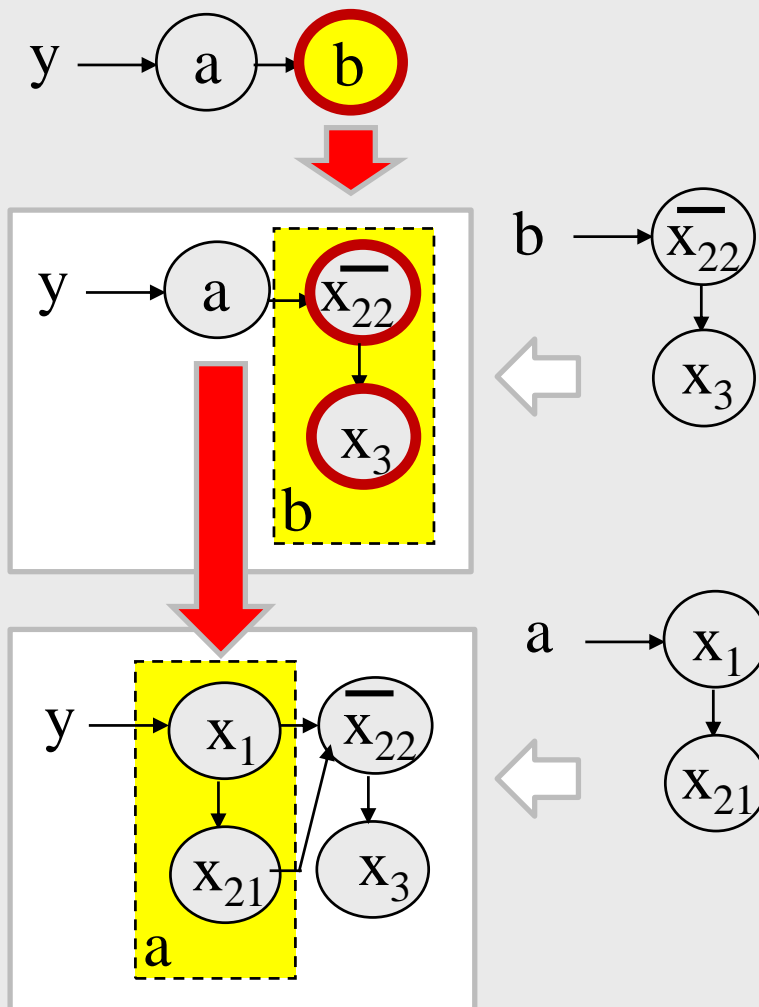 y a b
b x̅₂₂
y a x̅₂₂
x₃
x₃
b
a x₁
y x₁ x̅₂₂
x₂₁
x₂₁ x₃
a